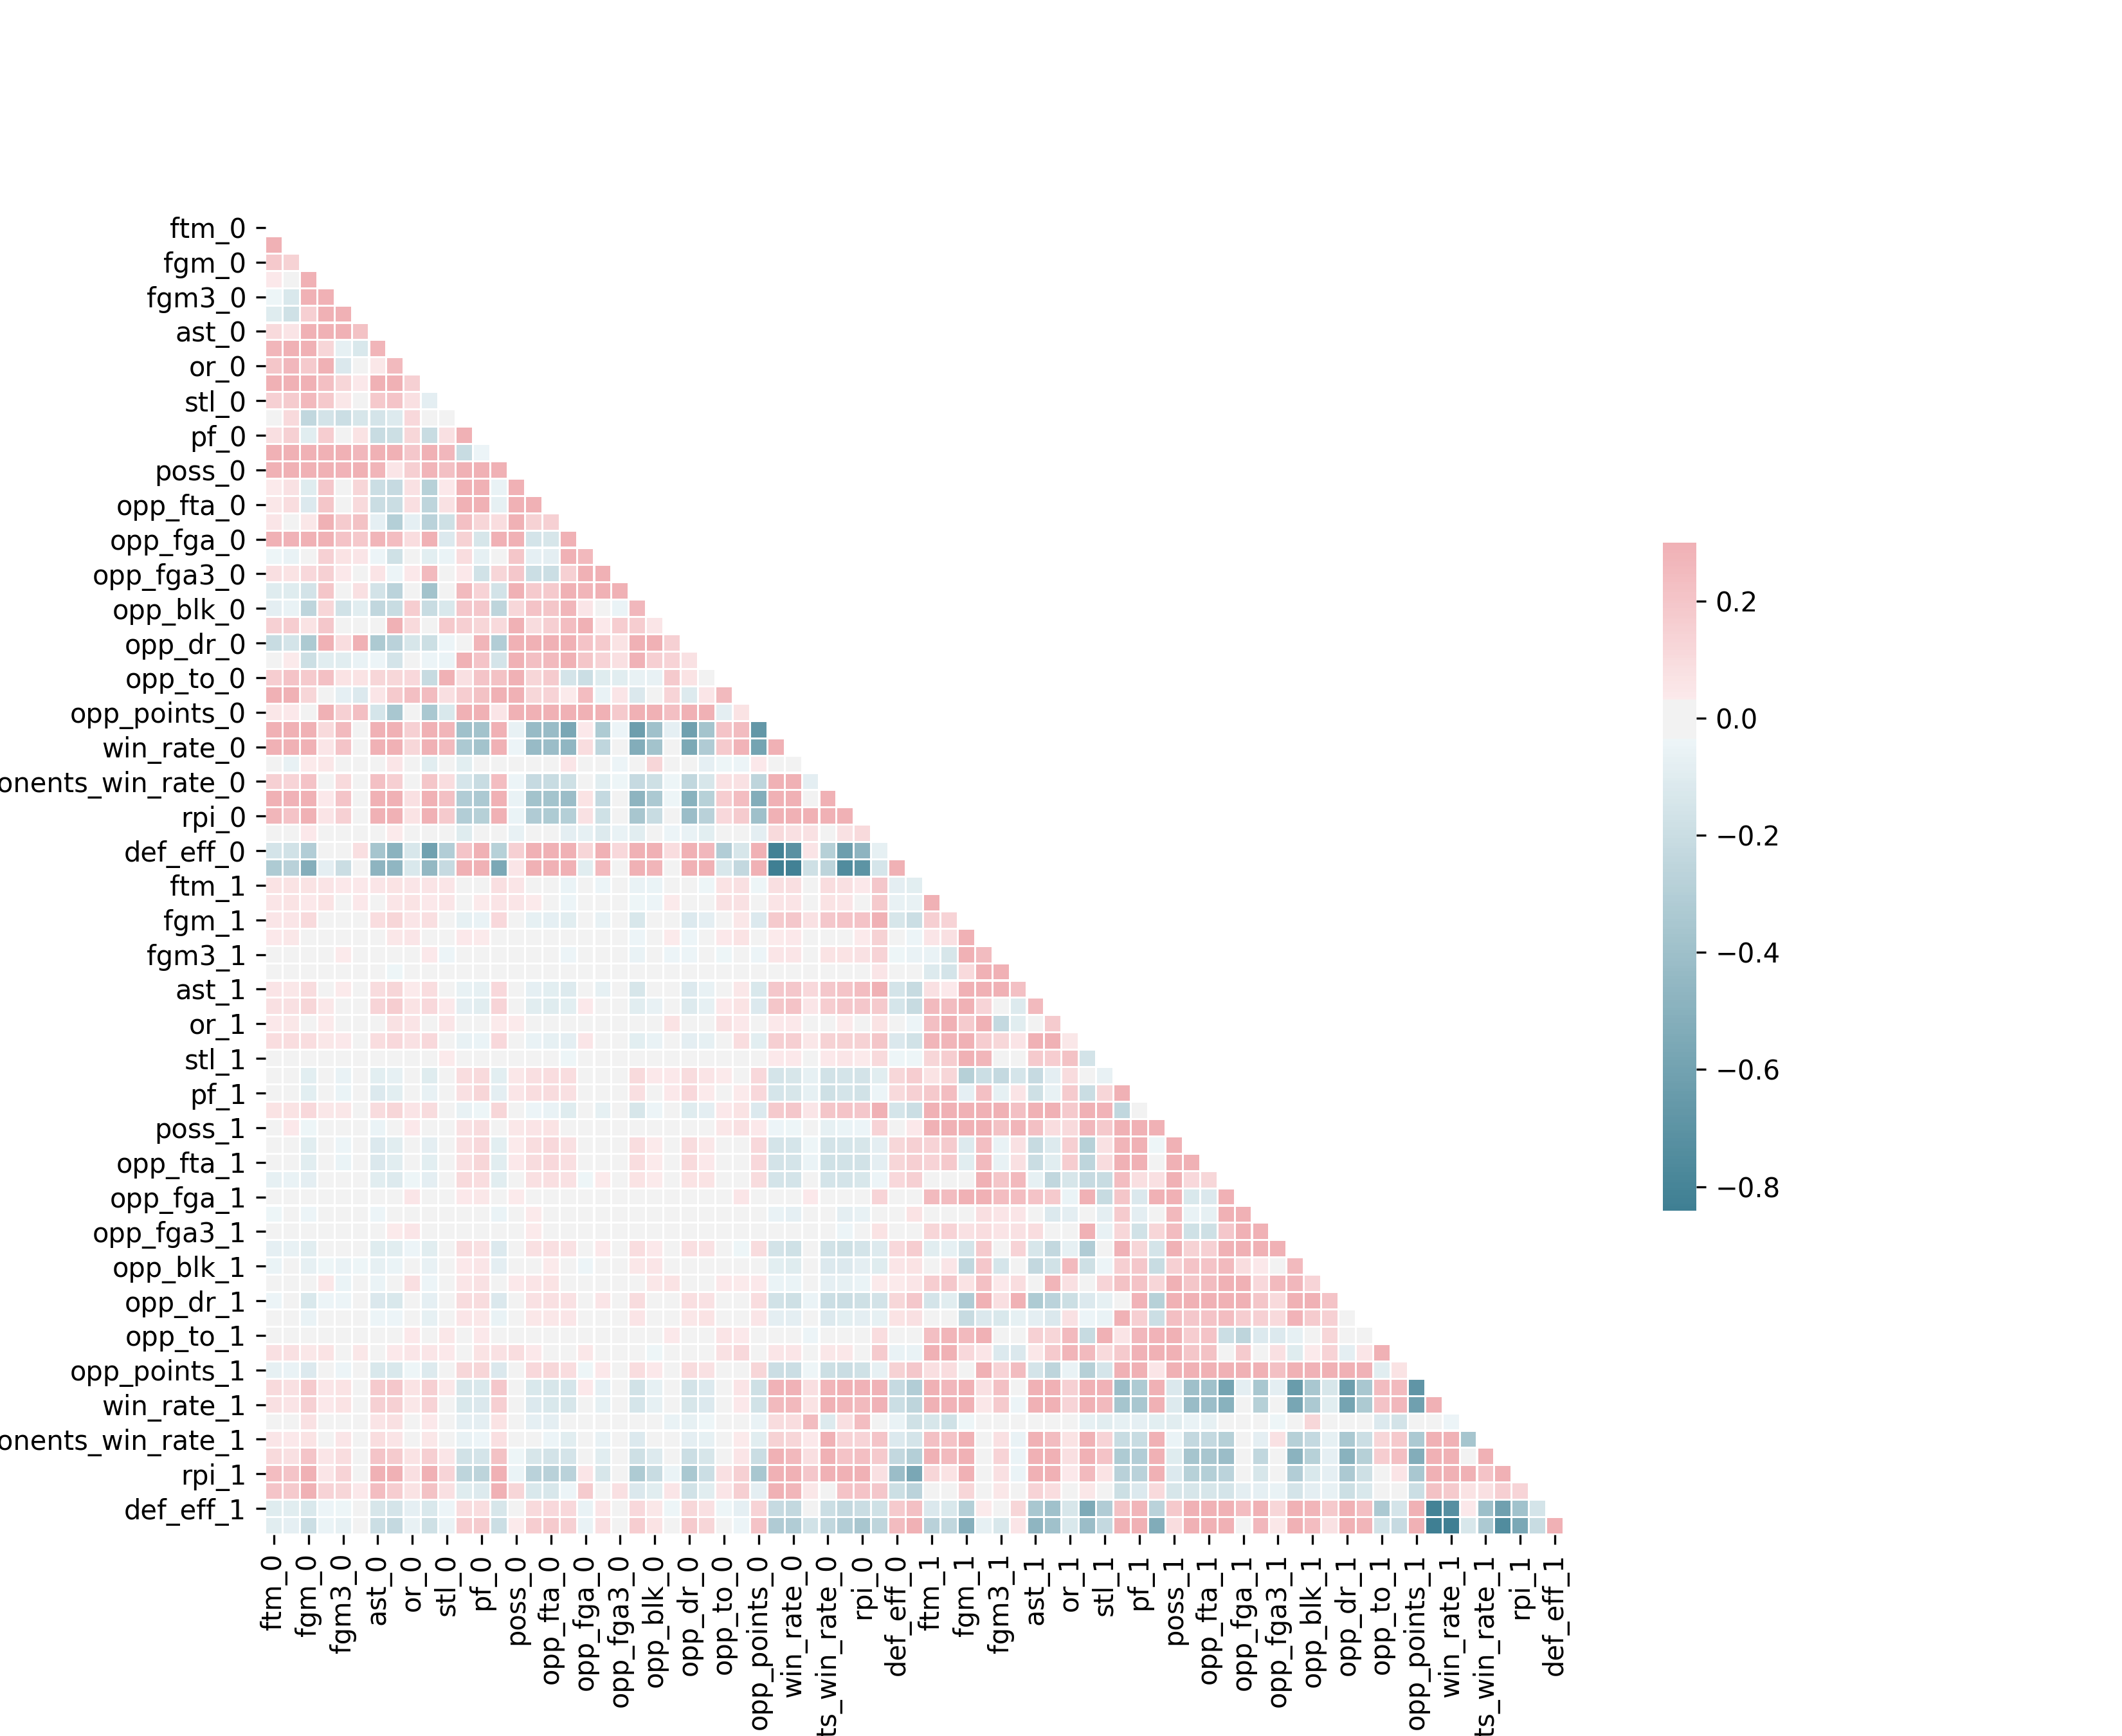 ftm_0
fgm_0
fgm3_0
ast_0
or_0
stl_0
pf_0
poss_0
opp_fta_0
opp_fga_0
opp_fga3_0
opp_blk_0
opp_dr_0
opp_to_0
opp_points_0
win_rate_0
onents_win_rate_0
rpi_0
def_eff_0
ftm_1
fgm_1
fgm3_1
ast_1
or_1
stl_1
pf_1
poss_1
opp_fta_1
opp_fga_1
opp_fga3_1
opp_blk_1
opp_dr_1
opp_to_1
opp_points_1
win_rate_1
onents_win_rate_1
rpi_1
def_eff_1
ftm_0
fgm_0
fgm3_0
ast_0
or_0
stl_0
pf_0
poss_0
opp_fta_0
opp_fga_0
opp_fga3_0
opp_blk_0
opp_dr_0
opp_to_0
opp_points_0
win_rate_0
ts_win_rate_0
rpi_0
def_eff_0
ftm_1
fgm_1
fgm3_1
ast_1
or_1
stl_1
pf_1
poss_1
opp_fta_1
opp_fga_1
opp_fga3_1
opp_blk_1
opp_dr_1
opp_to_1
opp_points_1
win_rate_1
ts_win_rate_1
rpi_1
def_eff_1
0.2
0.0
−0.2
−0.4
−0.6
−0.8